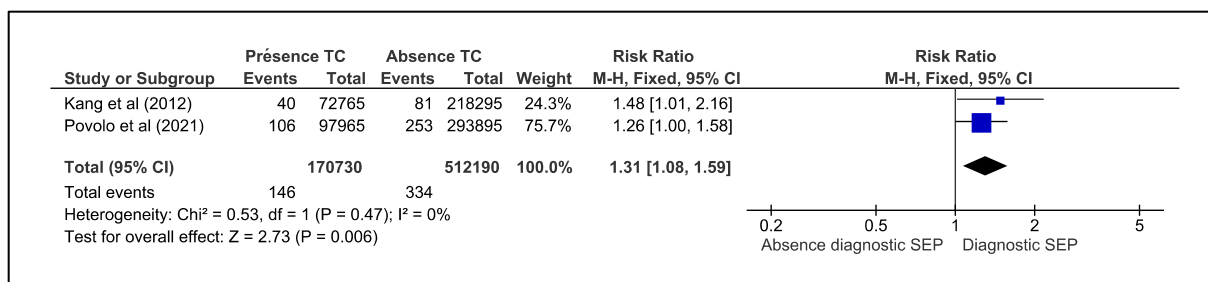 Présence TC Absence TC Risk Ratio Risk Ratio
Study or Subgroup Events Total Events Total Weight M-H, Fixed, 95% CI M-H, Fixed, 95% CI
Kang et al (2012) 40 72765 81 218295 24.3% 1.48 [1.01, 2.16]
Povolo et al (2021) 106 97965 253 293895 75.7% 1.26 [1.00, 1.58]
Total (95% CI) 170730 512190 100.0% 1.31 [1.08, 1.59]
Total events 146 334
Heterogeneity: Chi² = 0.53, df = 1 (P = 0.47); I² = 0%
Test for overall effect: Z = 2.73 (P = 0.006)
0.2 0.5 1 2 5
Absence diagnostic SEP Diagnostic SEP